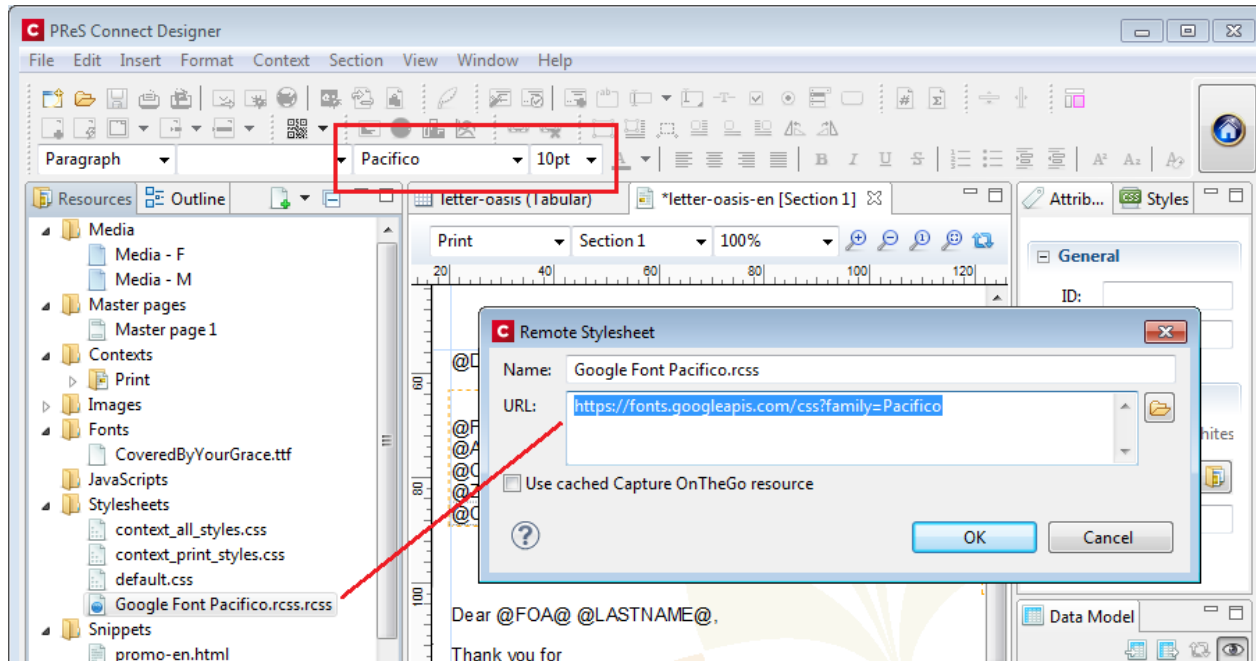 PReS Connect Designer
File Edit Insert Format Context Section View Window Help
Paragraph Pacifico 10pt
Resources Outline letter-oasis (Tabular) *letter-oasis-en [Section 1] Attrib... Styles
Media
Media - F
Media - M
Master pages
Master page 1
Contexts
Print
Images
Fonts
CoveredByYourGrace.ttf
JavaScripts
Stylesheets
context_all_styles.css
context_print_styles.css
default.css
Google Font Pacifico.rcss.rcss
Snippets
promo-en.html
Print Section 1 100%
20 40 60 80 100 120
60
80
100
@D
@F
@A
@C
@Z
@C
Dear @FOA@ @LASTNAME@,
Thank you for
Remote Stylesheet
Name: Google Font Pacifico.rcss
URL: https://fonts.googleapis.com/css?family=Pacifico
Use cached Capture OnTheGo resource
OK Cancel
General
ID:
hites
Data Model